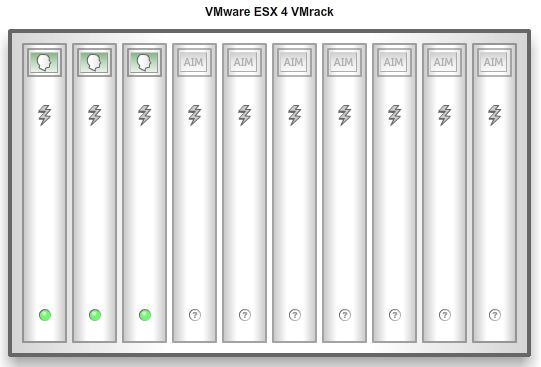 VMware ESX 4 VMrack
AIM AIM AIM AIM AIM AIM AIM
? ? ? ? ? ? ?